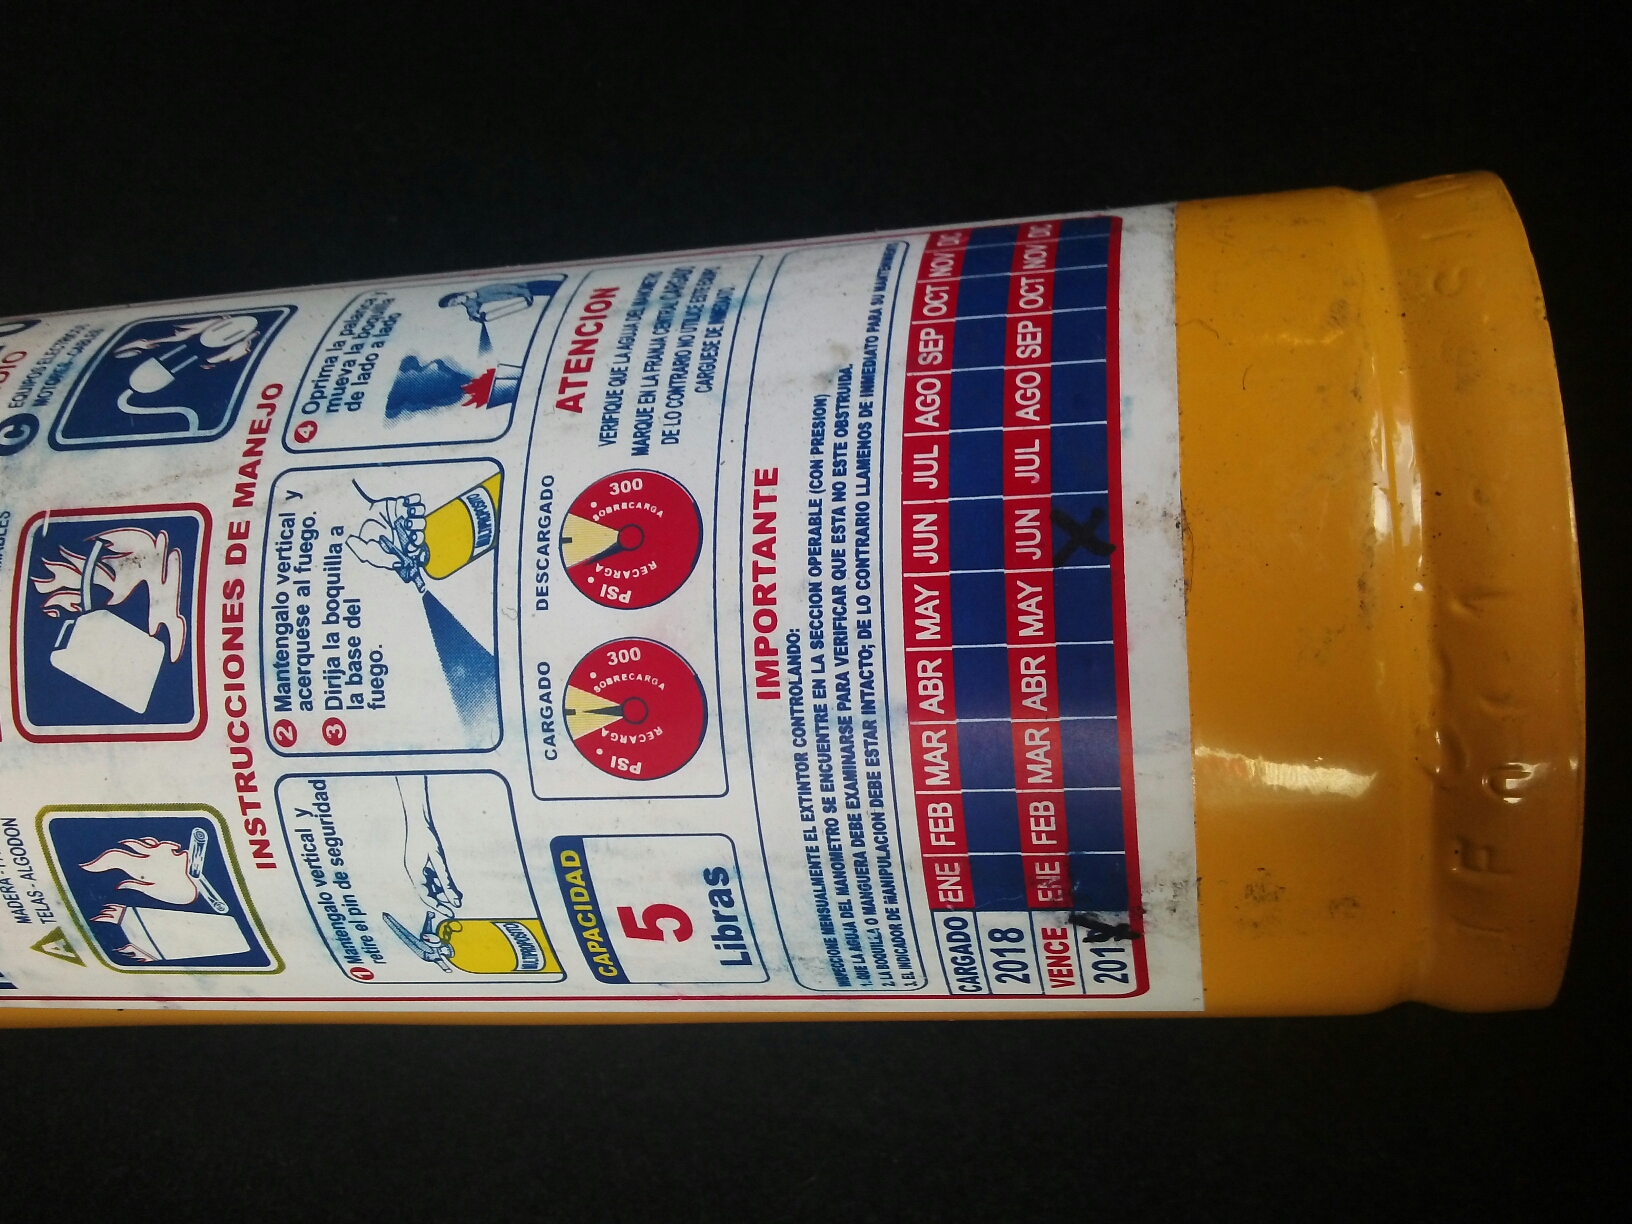 A
MADERA
TELAS - ALGODON
C
EQUIPOS ELECTRICOS
MOTORES - CABLES
INSTRUCCIONES DE MANEJO
1 Mantengalo vertical y
retire el pin de seguridad
MULTIPROPOSITO
2 Mantengalo vertical y
acerquese al fuego.
3 Dirija la boquilla a
la base del
fuego.
MULTIPROPOSITO
4 Oprima la palanca y
mueva la boquilla
de lado a lado
CAPACIDAD
5
Libras
CARGADO
PSI RECARGA SOBRECARGA 300
DESCARGADO
PSI RECARGA SOBRECARGA 300
ATENCION
VERIFIQUE QUE LA AGUJA DEL MANOMETRO
MARQUE EN LA FRANJA CENTRAL CARGADO
DE LO CONTRARIO NO UTILICE ESTE EQUIPO
CARGUESE DE INMEDIATO
IMPORTANTE
INSPECCIONE MENSUALMENTE EL EXTINTOR CONTROLANDO:
1. QUE LA AGUJA DEL MANOMETRO SE ENCUENTRE EN LA SECCION OPERABLE (CON PRESION)
2. LA BOQUILLA O MANGUERA DEBE EXAMINARSE PARA VERIFICAR QUE ESTA NO ESTE OBSTRUIDA.
3. EL INDICADOR DE MANIPULACION DEBE ESTAR INTACTO; DE LO CONTRARIO LLAMENOS DE INMEDIATO PARA SU MANTENIMIENTO
CARGADO ENE FEB MAR ABR MAY JUN JUL AGO SEP OCT NOV DIC
2018
VENCE ENE FEB MAR ABR MAY JUN JUL AGO SEP OCT NOV DIC
X